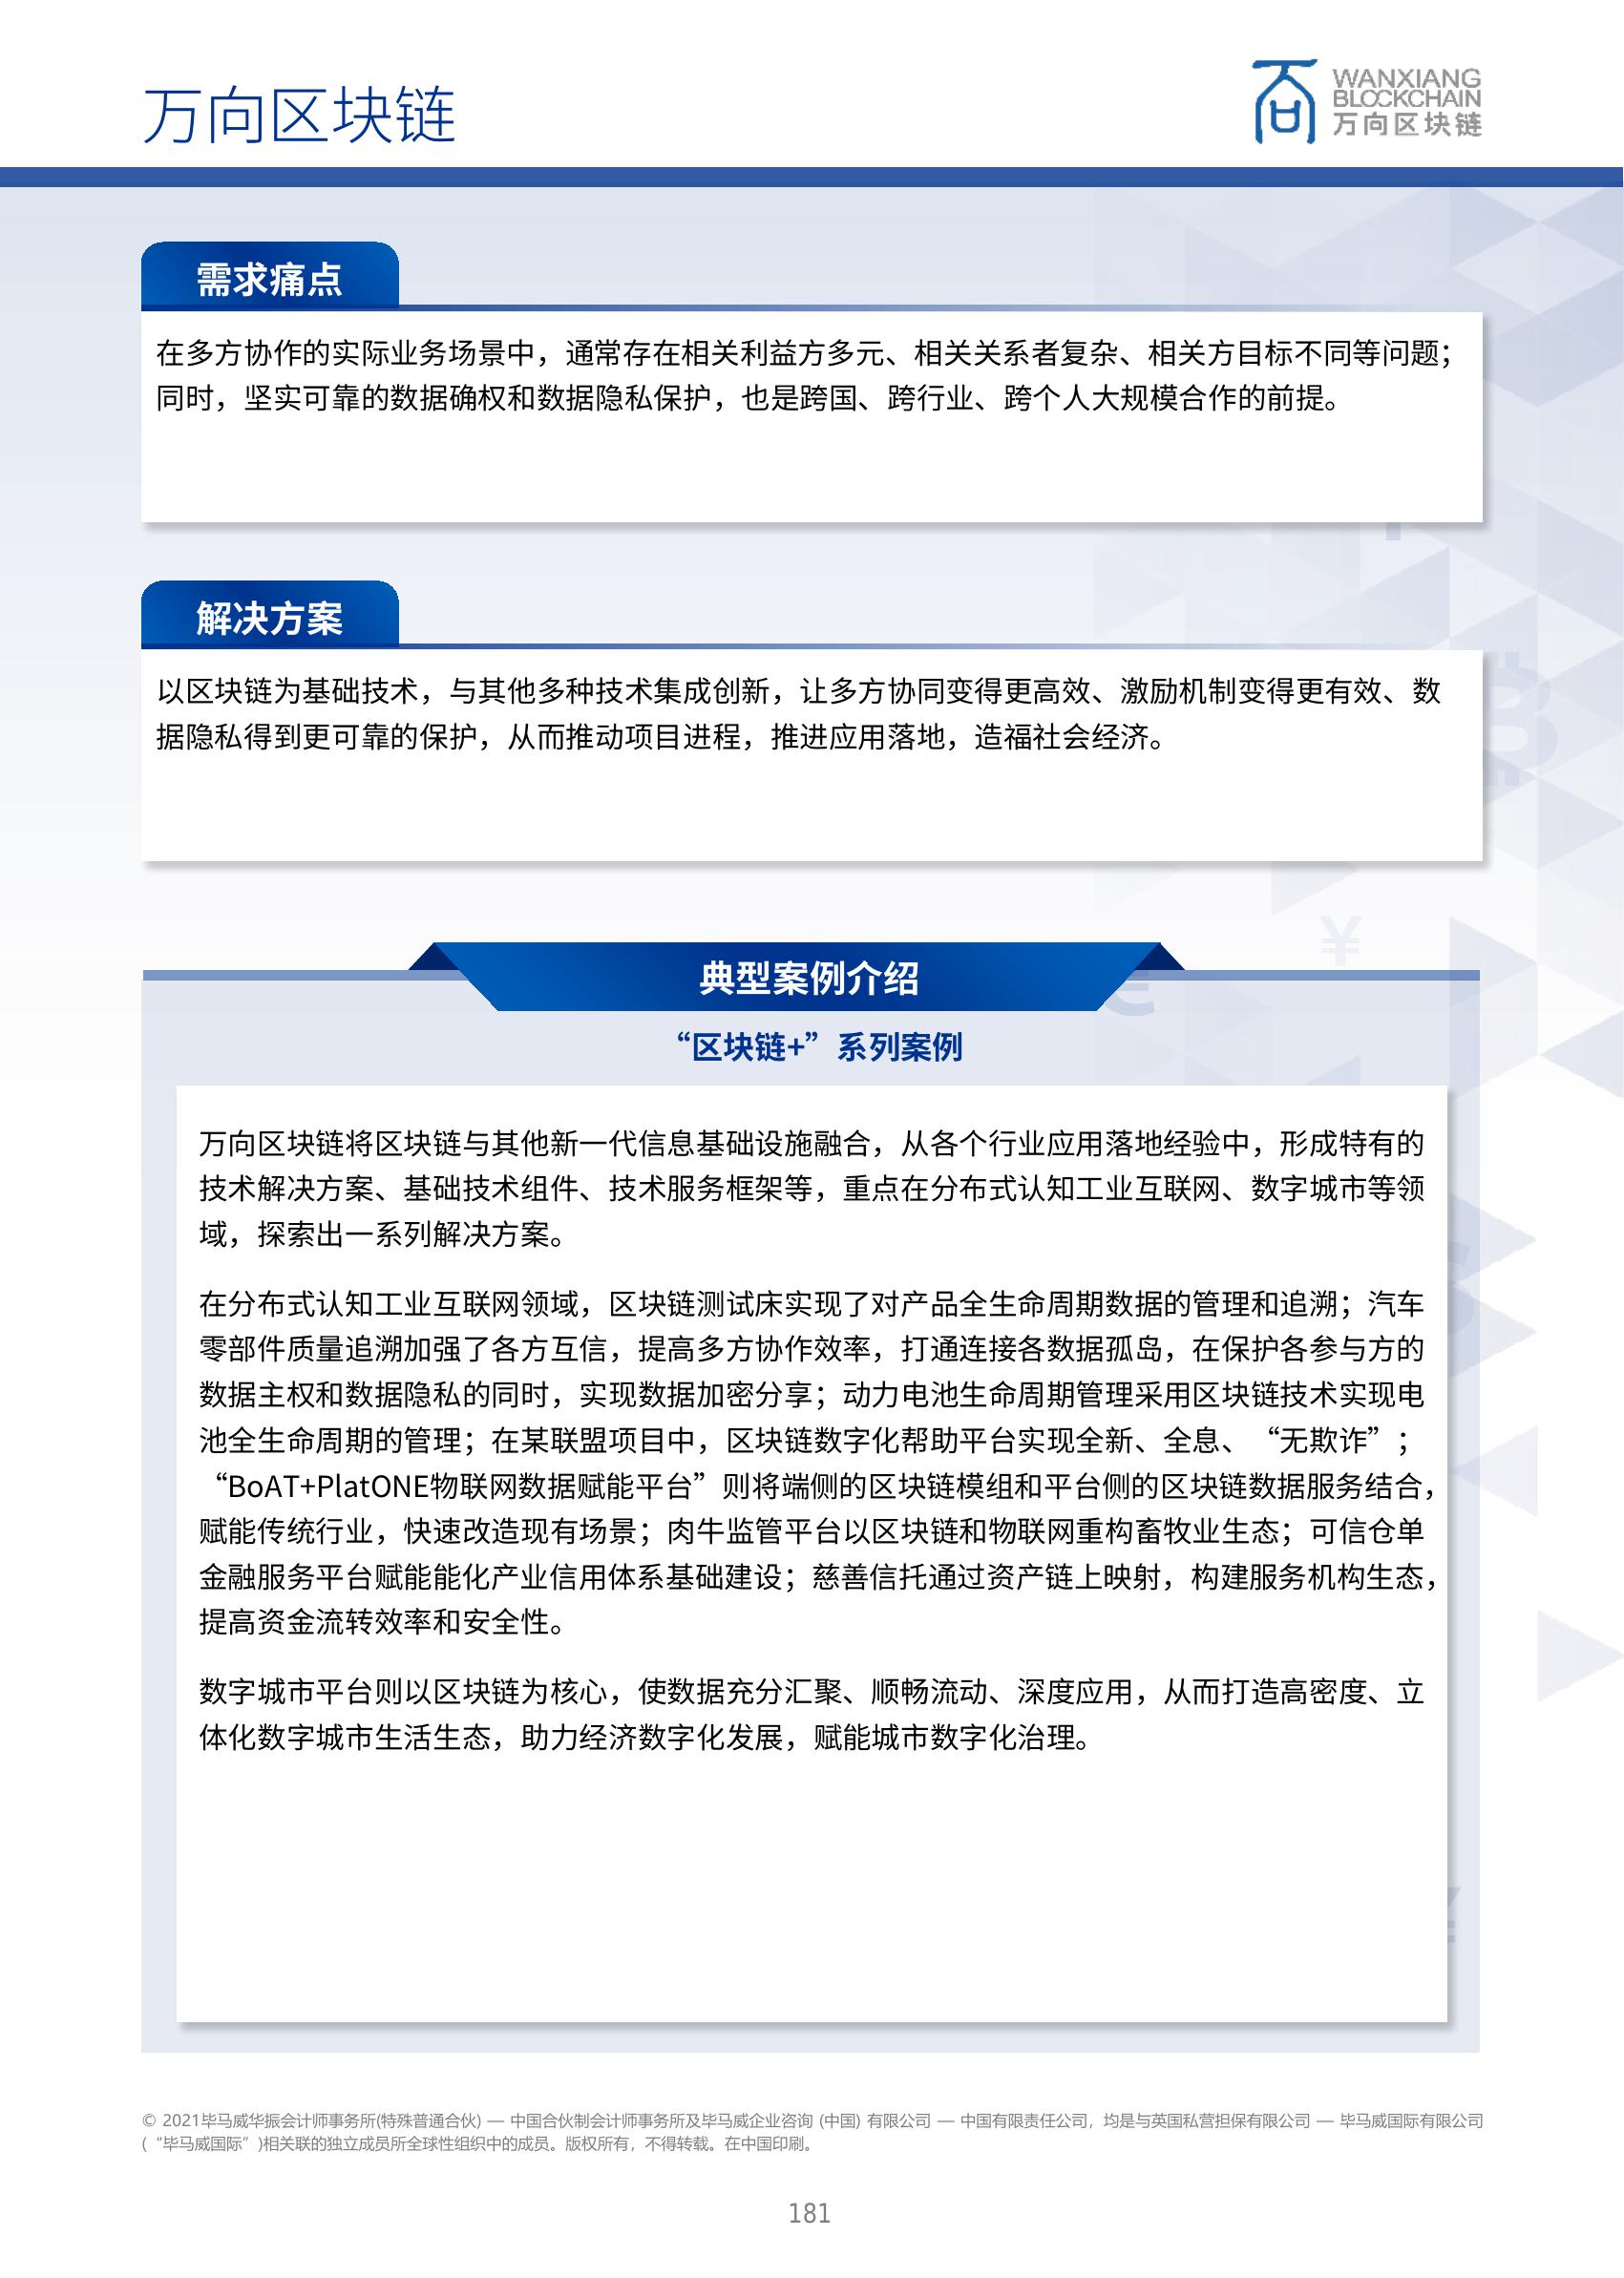 万向区块链
WANXIANG
BLOCKCHAIN
万向区块链
需求痛点
在多方协作的实际业务场景中，通常存在相关利益方多元、相关关系者复杂、相关方目标不同等问题；
同时，坚实可靠的数据确权和数据隐私保护，也是跨国、跨行业、跨个人大规模合作的前提。
解决方案
以区块链为基础技术，与其他多种技术集成创新，让多方协同变得更高效、激励机制变得更有效、数
据隐私得到更可靠的保护，从而推动项目进程，推进应用落地，造福社会经济。
典型案例介绍
“区块链+”系列案例
万向区块链将区块链与其他新一代信息基础设施融合，从各个行业应用落地经验中，形成特有的
技术解决方案、基础技术组件、技术服务框架等，重点在分布式认知工业互联网、数字城市等领
域，探索出一系列解决方案。
在分布式认知工业互联网领域，区块链测试床实现了对产品全生命周期数据的管理和追溯；汽车
零部件质量追溯加强了各方互信，提高多方协作效率，打通连接各数据孤岛，在保护各参与方的
数据主权和数据隐私的同时，实现数据加密分享；动力电池生命周期管理采用区块链技术实现电
池全生命周期的管理；在某联盟项目中，区块链数字化帮助平台实现全新、全息、“无欺诈”；
“BoAT+PlatONE物联网数据赋能平台”则将端侧的区块链模组和平台侧的区块链数据服务结合，
赋能传统行业，快速改造现有场景；肉牛监管平台以区块链和物联网重构畜牧业生态；可信仓单
金融服务平台赋能能化产业信用体系基础建设；慈善信托通过资产链上映射，构建服务机构生态，
提高资金流转效率和安全性。
数字城市平台则以区块链为核心，使数据充分汇聚、顺畅流动、深度应用，从而打造高密度、立
体化数字城市生活生态，助力经济数字化发展，赋能城市数字化治理。
© 2021毕马威华振会计师事务所(特殊普通合伙) — 中国合伙制会计师事务所及毕马威企业咨询 (中国) 有限公司 — 中国有限责任公司，均是与英国私营担保有限公司 — 毕马威国际有限公司
(“毕马威国际”)相关联的独立成员所全球性组织中的成员。版权所有，不得转载。在中国印刷。
181